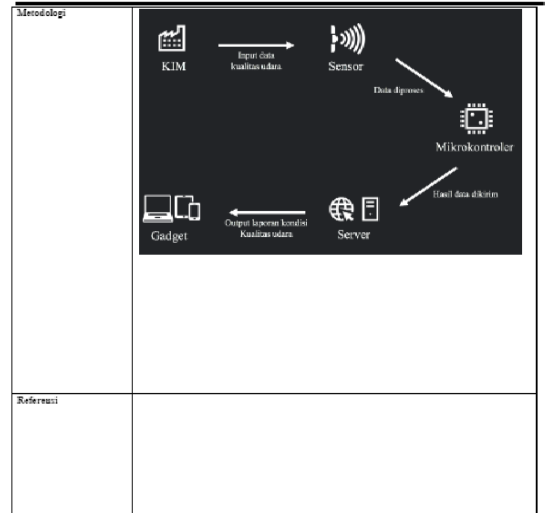 Metodologi
KIM
Input data
kualitas udara
Sensor
Data diproses
Mikrokontroler
Hasil data dikirim
Gadget
Output laporan kondisi
Kualitas udara
Server
Referensi